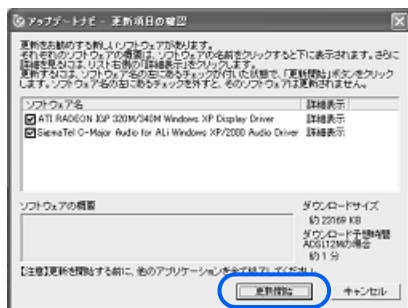 アップデートナビ - 更新項目の確認
更新をお勧めする新しいソフトウェアがあります。
それぞれのソフトウェアの概要は、ソフトウェアの名前をクリックすると下に表示されます。さらに
詳細を見るには、リスト右側の「詳細表示」をクリックします。
更新するには、ソフトウェア名の左にあるチェックが付いた状態で、「更新開始」ボタンをクリック
します。ソフトウェア名の左にあるチェックを外すと、そのソフトウェアは更新されません。
ソフトウェア名 詳細表示
ATI RADEON IGP 320M/340M Windows XP Display Driver 詳細表示
SigmaTel C-Major Audio for ALi Windows XP/2000 Audio Driver 詳細表示
ソフトウェアの概要
ダウンロードサイズ
約 23169 KB
ダウンロード予想時間
ADSL12Mの場合
約 1 分
【注意】更新を開始する前に、他のアプリケーションを全て終了してください。
更新開始 キャンセル